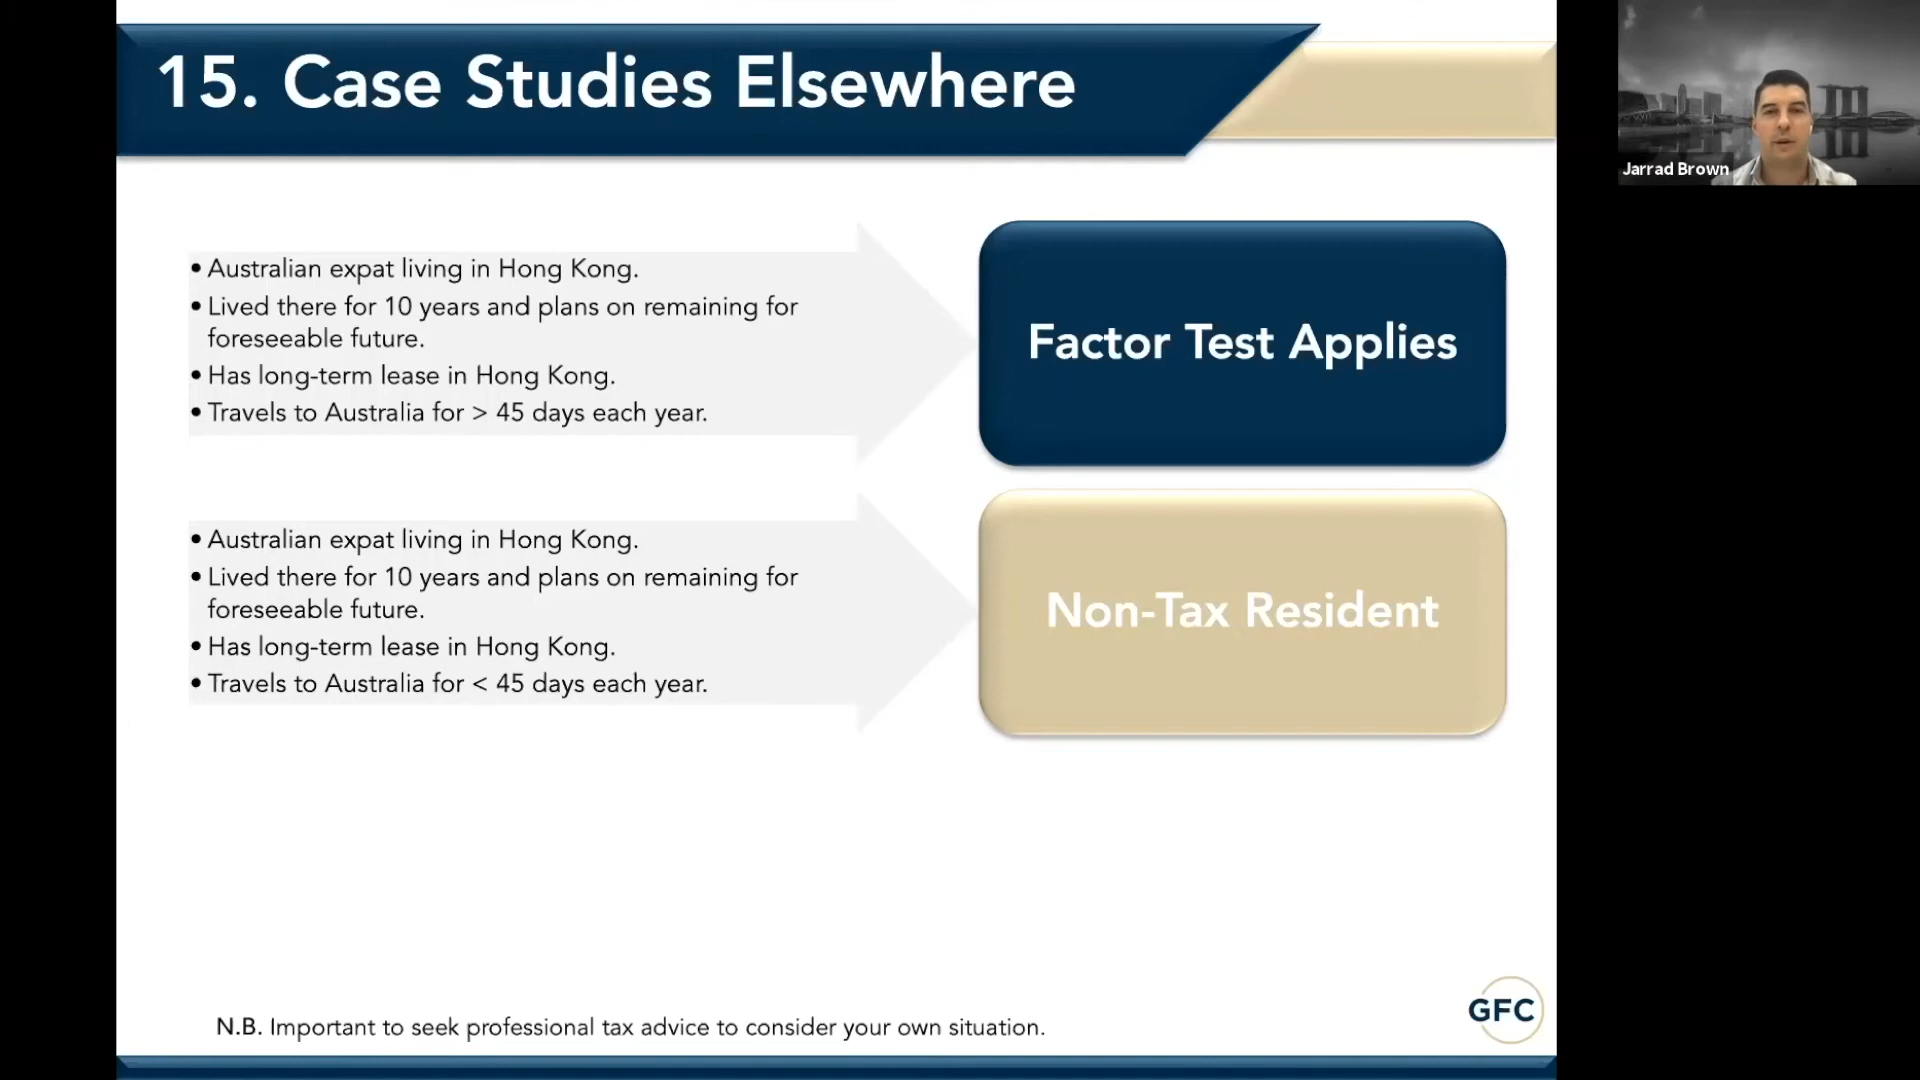 15. Case Studies Elsewhere
Jarrad Brown
• Australian expat living in Hong Kong.
• Lived there for 10 years and plans on remaining for
foreseeable future.
• Has long-term lease in Hong Kong.
• Travels to Australia for > 45 days each year.
Factor Test Applies
• Australian expat living in Hong Kong.
• Lived there for 10 years and plans on remaining for
foreseeable future.
• Has long-term lease in Hong Kong.
• Travels to Australia for < 45 days each year.
Non-Tax Resident
N.B. Important to seek professional tax advice to consider your own situation.
GFC